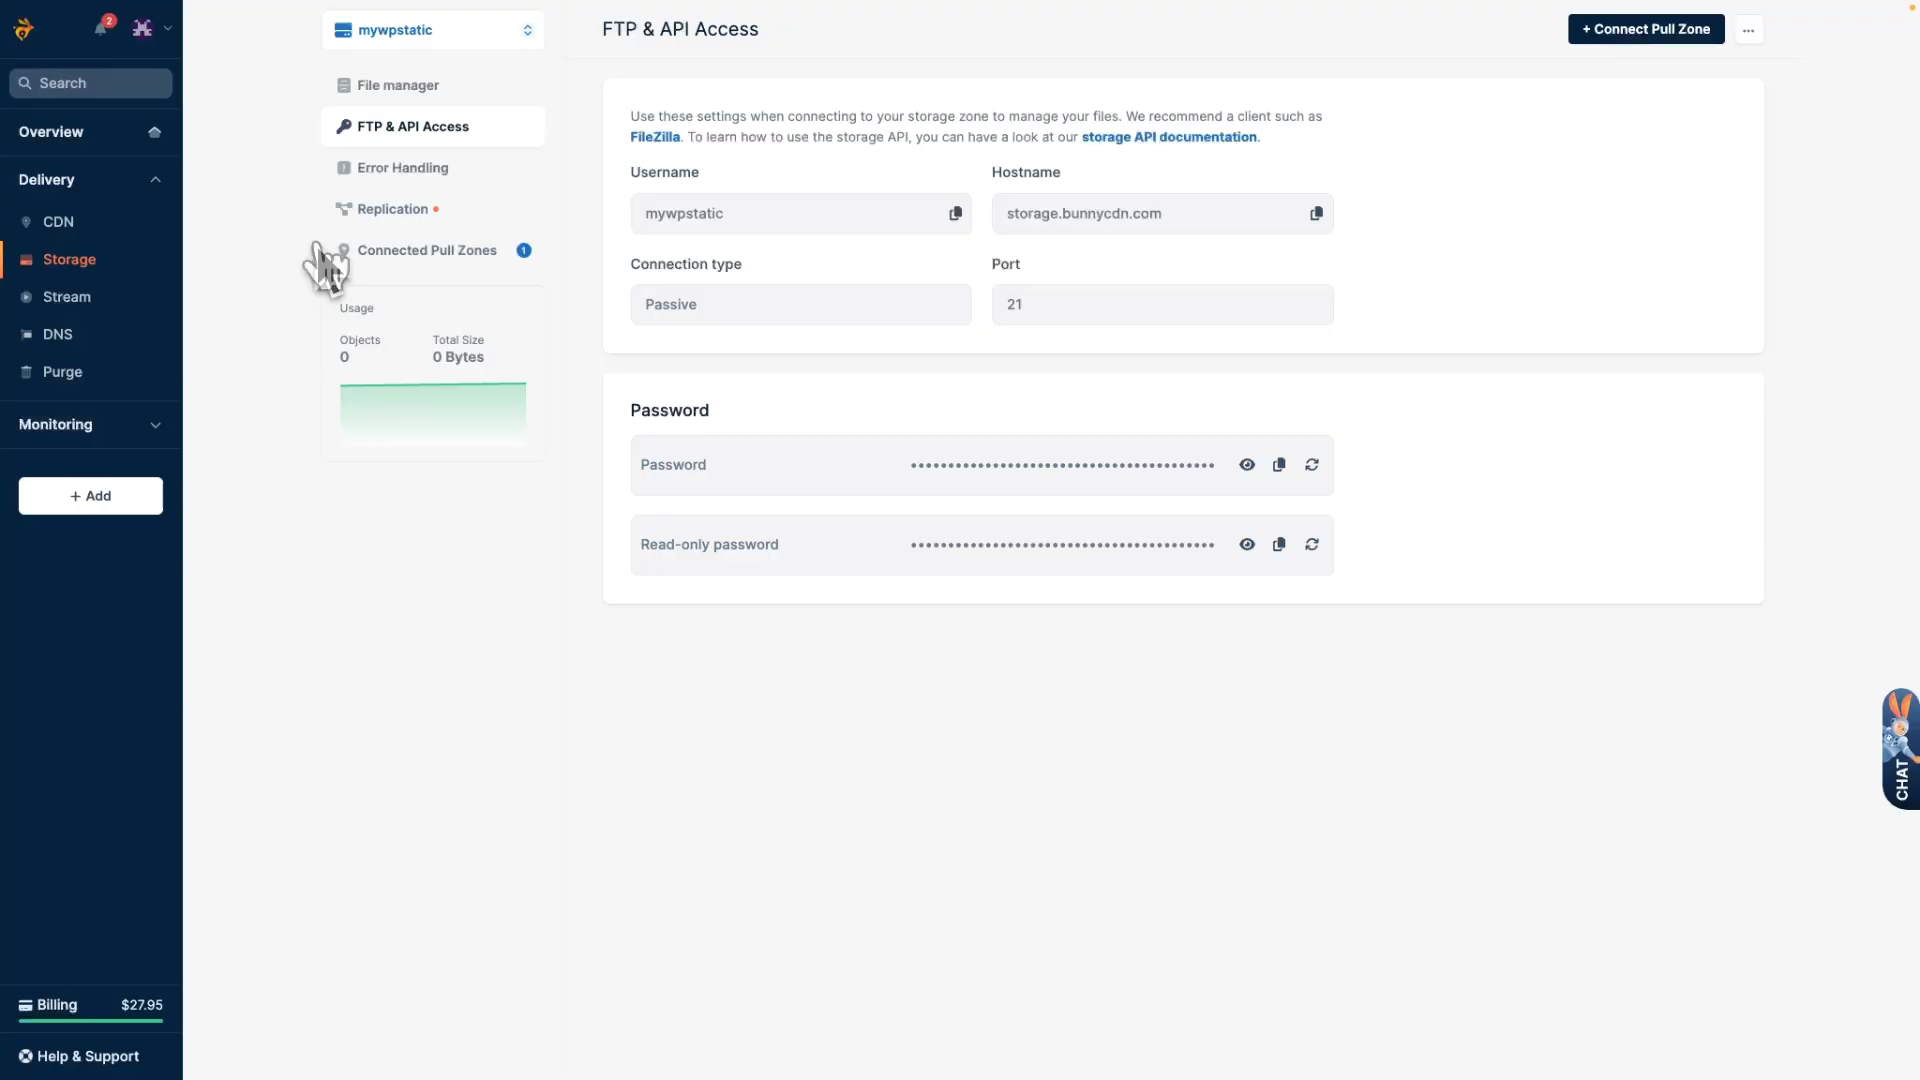 2
Search
Overview
Delivery
CDN
Storage
Stream
DNS
Purge
Monitoring
+ Add
Billing $27.95
Help & Support
mywpstatic
File manager
FTP & API Access
Error Handling
Replication
Connected Pull Zones 1
Usage
Objects Total Size
0 0 Bytes
FTP & API Access
+ Connect Pull Zone ...
Use these settings when connecting to your storage zone to manage your files. We recommend a client such as
FileZilla. To learn how to use the storage API, you can have a look at our storage API documentation.
Username Hostname
mywpstatic storage.bunnycdn.com
Connection type Port
Passive 21
Password
Password
Read-only password
CHAT